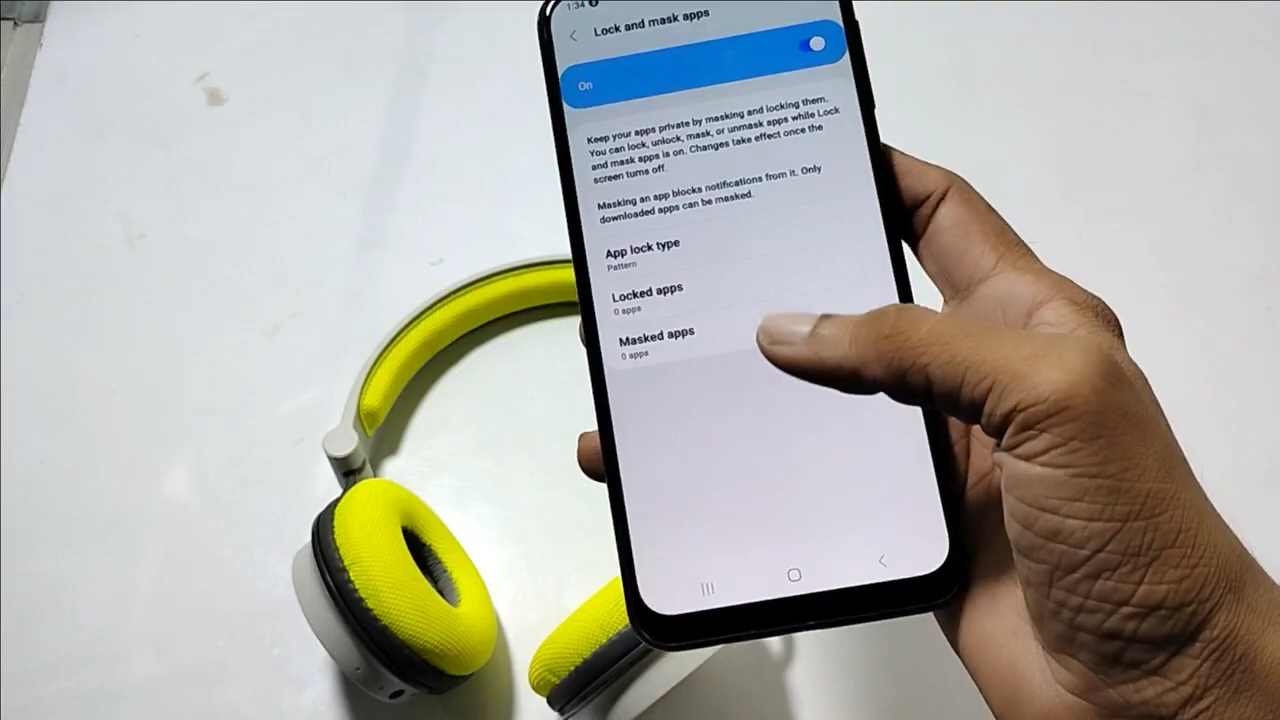 1:34
Lock and mask apps
On
Keep your apps private by masking and locking them.
You can lock, unlock, mask, or unmask apps while Lock
and mask apps is on. Changes take effect once the
screen turns off.
Masking an app blocks notifications from it. Only
downloaded apps can be masked.
App lock type
Pattern
Locked apps
0 apps
Masked apps
0 apps